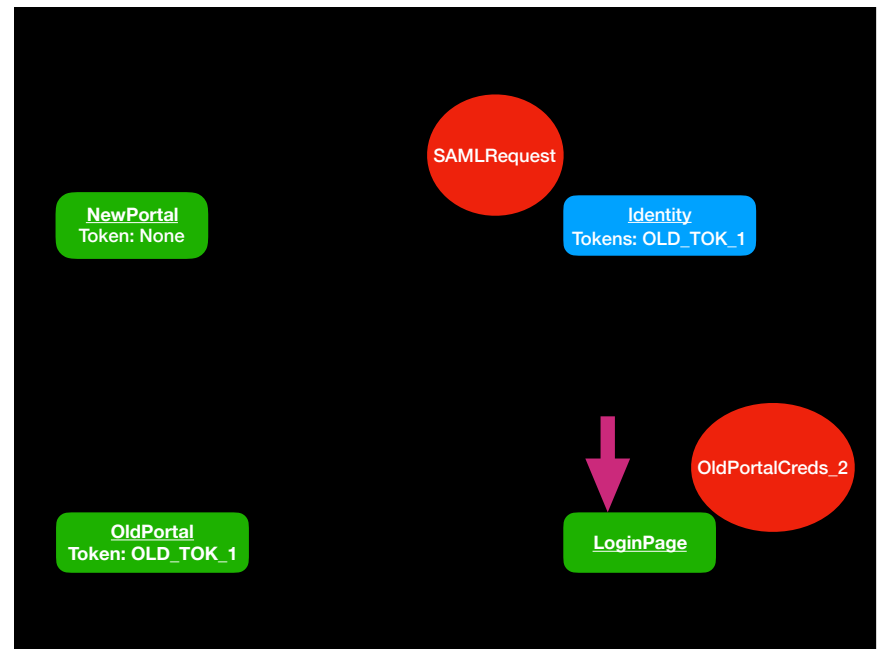 SAMLRequest
NewPortal
Token: None
Identity
Tokens: OLD_TOK_1
OldPortalCreds_2
OldPortal
Token: OLD_TOK_1
LoginPage